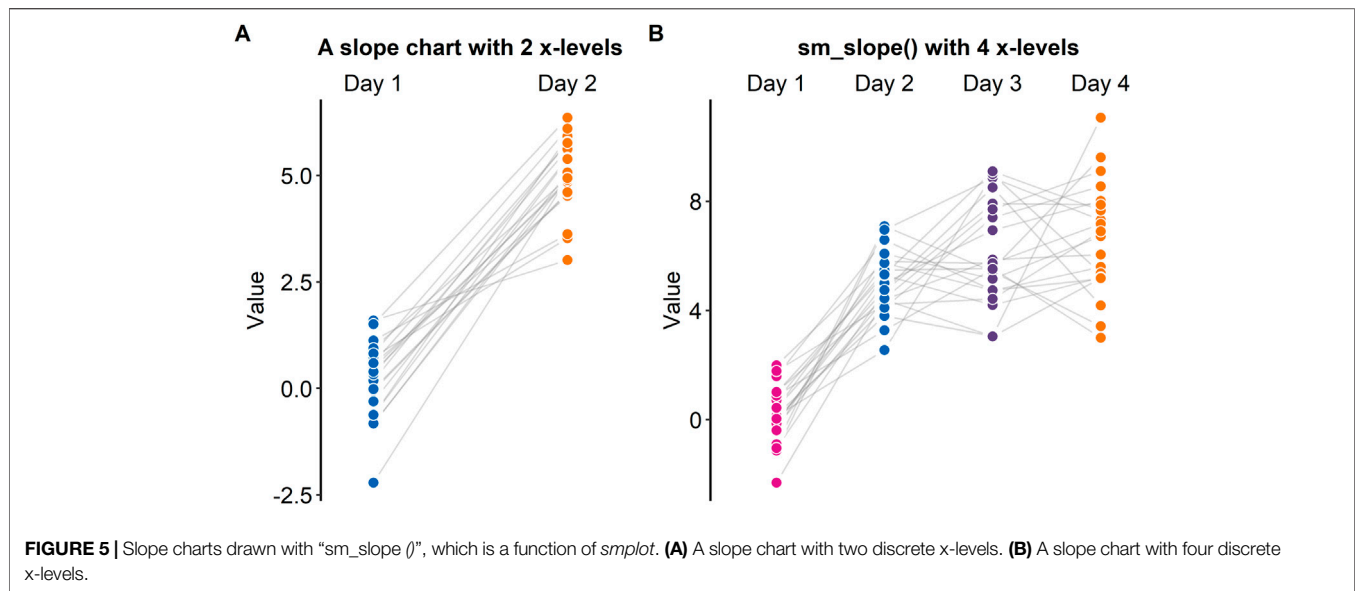 A
A slope chart with 2 x-levels
Day 1 Day 2
Value
5.0
2.5
0.0
-2.5
B
sm_slope() with 4 x-levels
Day 1 Day 2 Day 3 Day 4
Value
8
4
0
FIGURE 5 | Slope charts drawn with “sm_slope ()”, which is a function of smplot. (A) A slope chart with two discrete x-levels. (B) A slope chart with four discrete
x-levels.